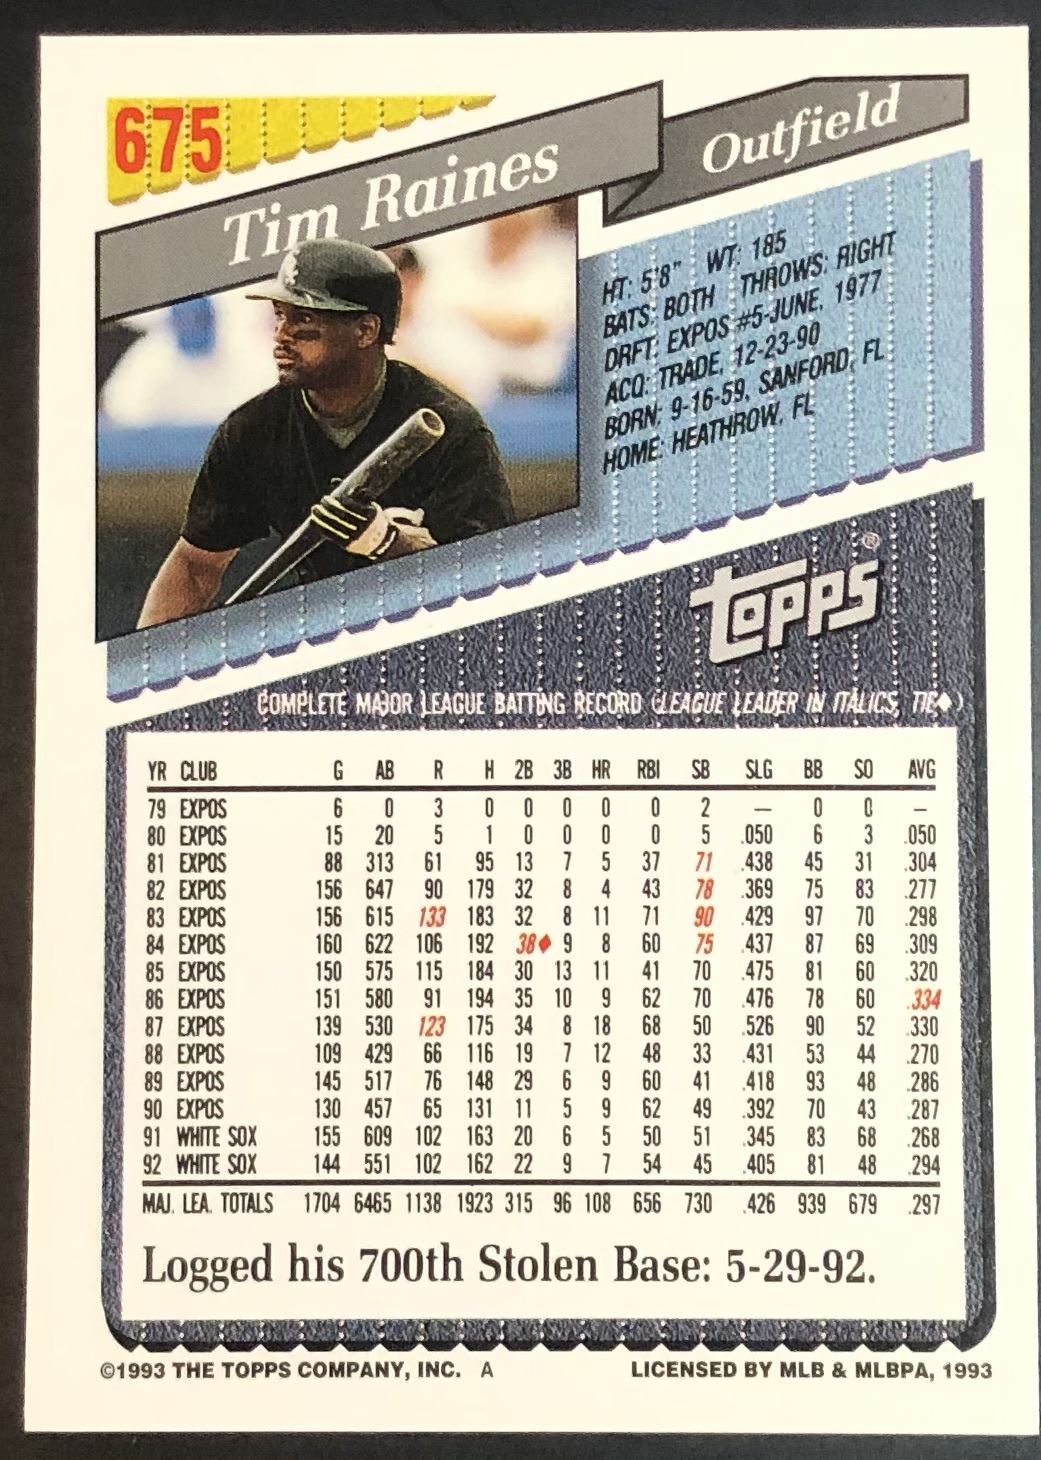 675
Tim Raines
Outfield
HT: 5'8" WT: 185
BATS: BOTH THROWS: RIGHT
DRFT: EXPOS #5-JUNE, 1977
ACQ: TRADE, 12-23-90
BORN: 9-16-59, SANFORD, FL
HOME: HEATHROW, FL
TOPPS®
COMPLETE MAJOR LEAGUE BATTING RECORD (LEAGUE LEADER IN ITALICS, TIE♦)
YR CLUB G AB R H 2B 3B HR RBI SB SLG BB SO AVG
79 EXPOS 6 0 3 0 0 0 0 0 2 — 0 0 —
80 EXPOS 15 20 5 1 0 0 0 0 5 .050 6 3 .050
81 EXPOS 88 313 61 95 13 7 5 37 71 .438 45 31 .304
82 EXPOS 156 647 90 179 32 8 4 43 78 .369 75 83 .277
83 EXPOS 156 615 133 183 32 8 11 71 90 .429 97 70 .298
84 EXPOS 160 622 106 192 38♦ 9 8 60 75 .437 87 69 .309
85 EXPOS 150 575 115 184 30 13 11 41 70 .475 81 60 .320
86 EXPOS 151 580 91 194 35 10 9 62 70 .476 78 60 .334
87 EXPOS 139 530 123 175 34 8 18 68 50 .526 90 52 .330
88 EXPOS 109 429 66 116 19 7 12 48 33 .431 53 44 .270
89 EXPOS 145 517 76 148 29 6 9 60 41 .418 93 48 .286
90 EXPOS 130 457 65 131 11 5 9 62 49 .392 70 43 .287
91 WHITE SOX 155 609 102 163 20 6 5 50 51 .345 83 68 .268
92 WHITE SOX 144 551 102 162 22 9 7 54 45 .405 81 48 .294
MAJ. LEA. TOTALS 1704 6465 1138 1923 315 96 108 656 730 .426 939 679 .297
Logged his 700th Stolen Base: 5-29-92.
©1993 THE TOPPS COMPANY, INC. A
LICENSED BY MLB & MLBPA, 1993